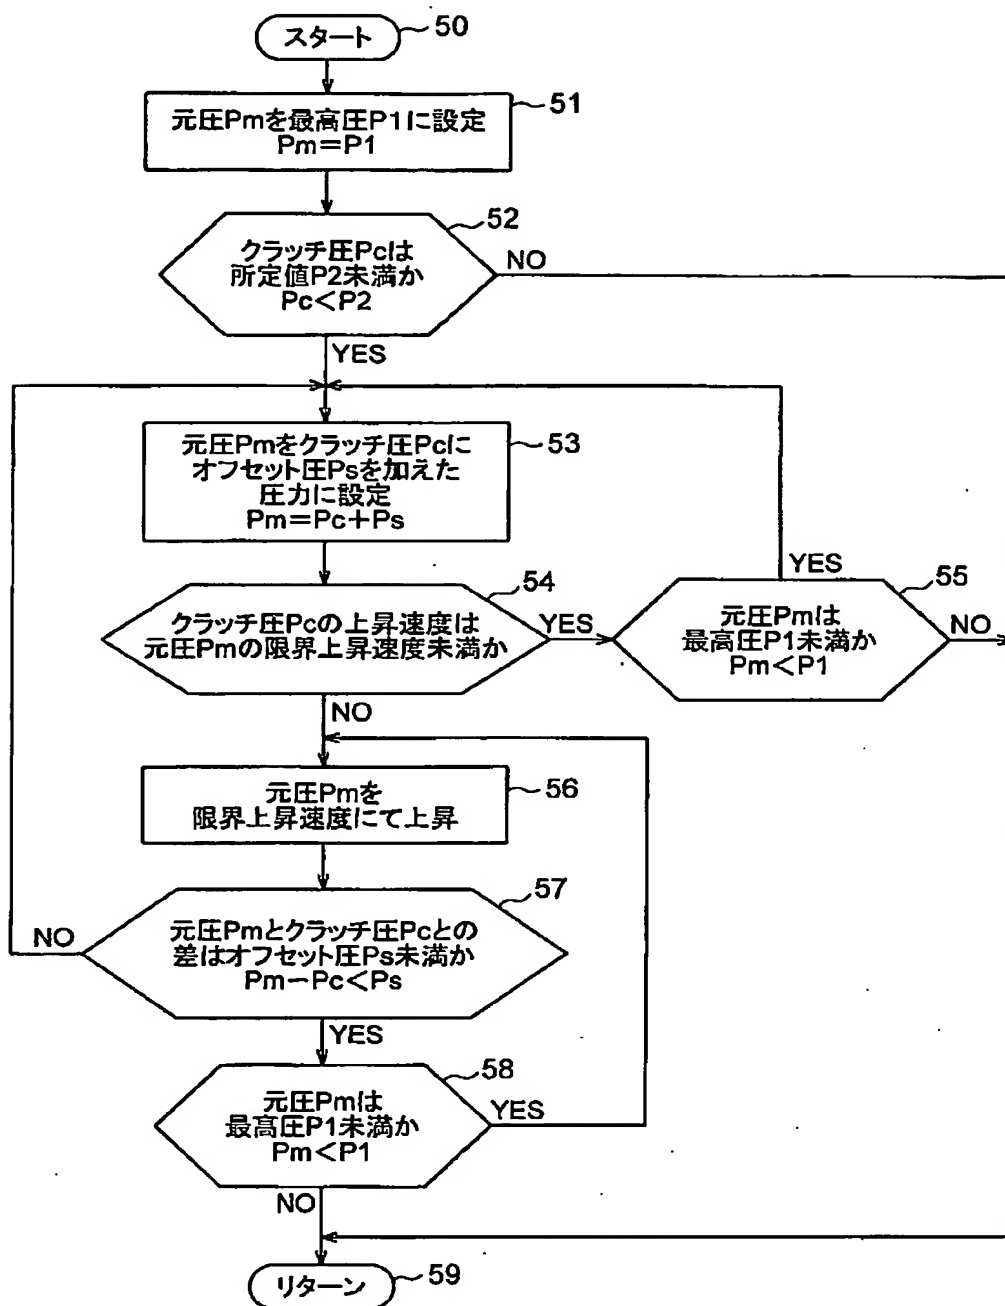 スタート
50
元圧Pmを最高圧P1に設定
Pm=P1
51
クラッチ圧Pcは
所定値P2未満か
Pc<P2
52
NO
YES
元圧Pmをクラッチ圧Pcに
オフセット圧Psを加えた
圧力に設定
Pm=Pc+Ps
53
クラッチ圧Pcの上昇速度は
元圧Pmの限界上昇速度未満か
54
YES
NO
元圧Pmは
最高圧P1未満か
Pm<P1
55
YES
NO
元圧Pmを
限界上昇速度にて上昇
56
元圧Pmとクラッチ圧Pcとの
差はオフセット圧Ps未満か
Pm-Pc<Ps
57
NO
YES
元圧Pmは
最高圧P1未満か
Pm<P1
58
YES
NO
リターン
59